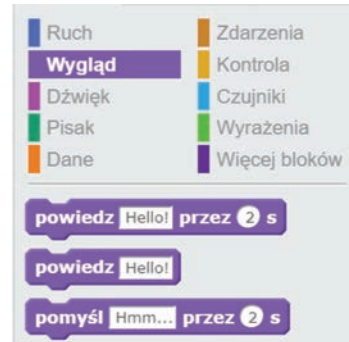 Ruch
Wygląd
Dźwięk
Pisak
Dane
Zdarzenia
Kontrola
Czujniki
Wyrażenia
Więcej bloków
powiedz Hello! przez 2 s
powiedz Hello!
pomyśl Hmm... przez 2 s